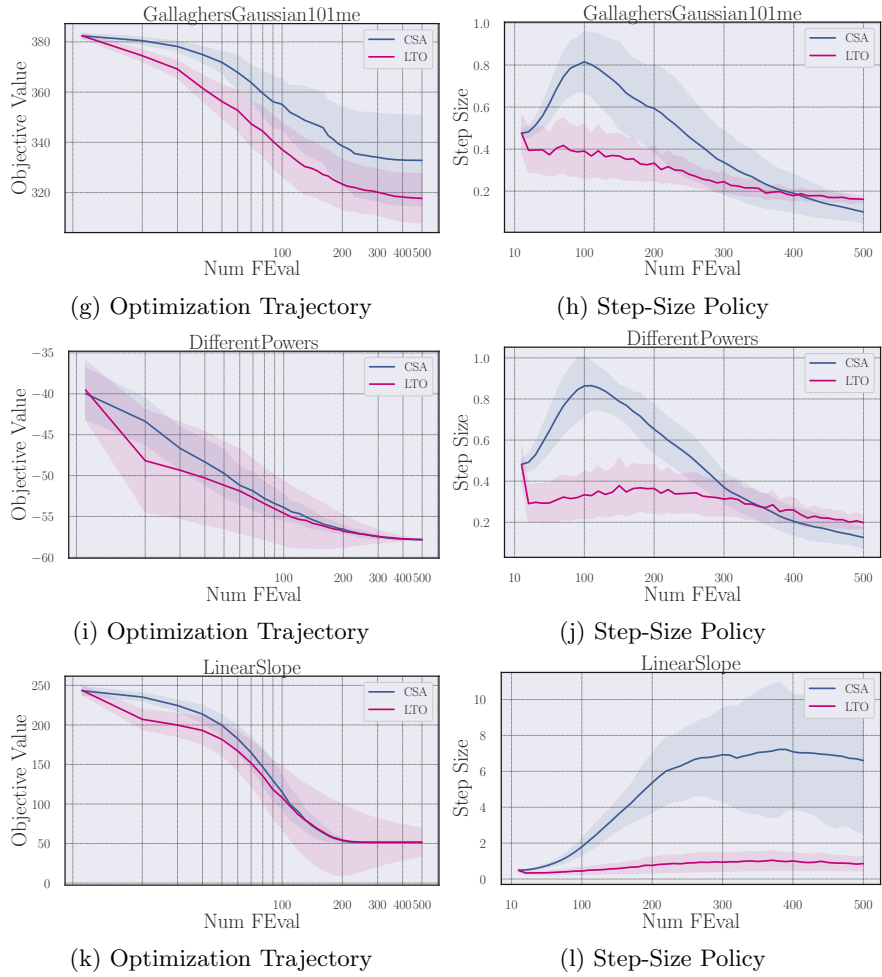 GallaghersGaussian101me
CSA
LTO
380
360
340
320
Objective Value
100
200
300
400
500
Num FEval
(g) Optimization Trajectory
GallaghersGaussian101me
CSA
LTO
1.0
0.8
0.6
0.4
0.2
Step Size
10
100
200
300
400
500
Num FEval
(h) Step-Size Policy
DifferentPowers
CSA
LTO
−35
−40
−45
−50
−55
−60
Objective Value
100
200
300
400
500
Num FEval
(i) Optimization Trajectory
DifferentPowers
CSA
LTO
1.0
0.8
0.6
0.4
0.2
Step Size
10
100
200
300
400
500
Num FEval
(j) Step-Size Policy
LinearSlope
CSA
LTO
250
200
150
100
50
0
Objective Value
100
200
300
400
500
Num FEval
(k) Optimization Trajectory
LinearSlope
CSA
LTO
10
8
6
4
2
0
Step Size
10
100
200
300
400
500
Num FEval
(l) Step-Size Policy